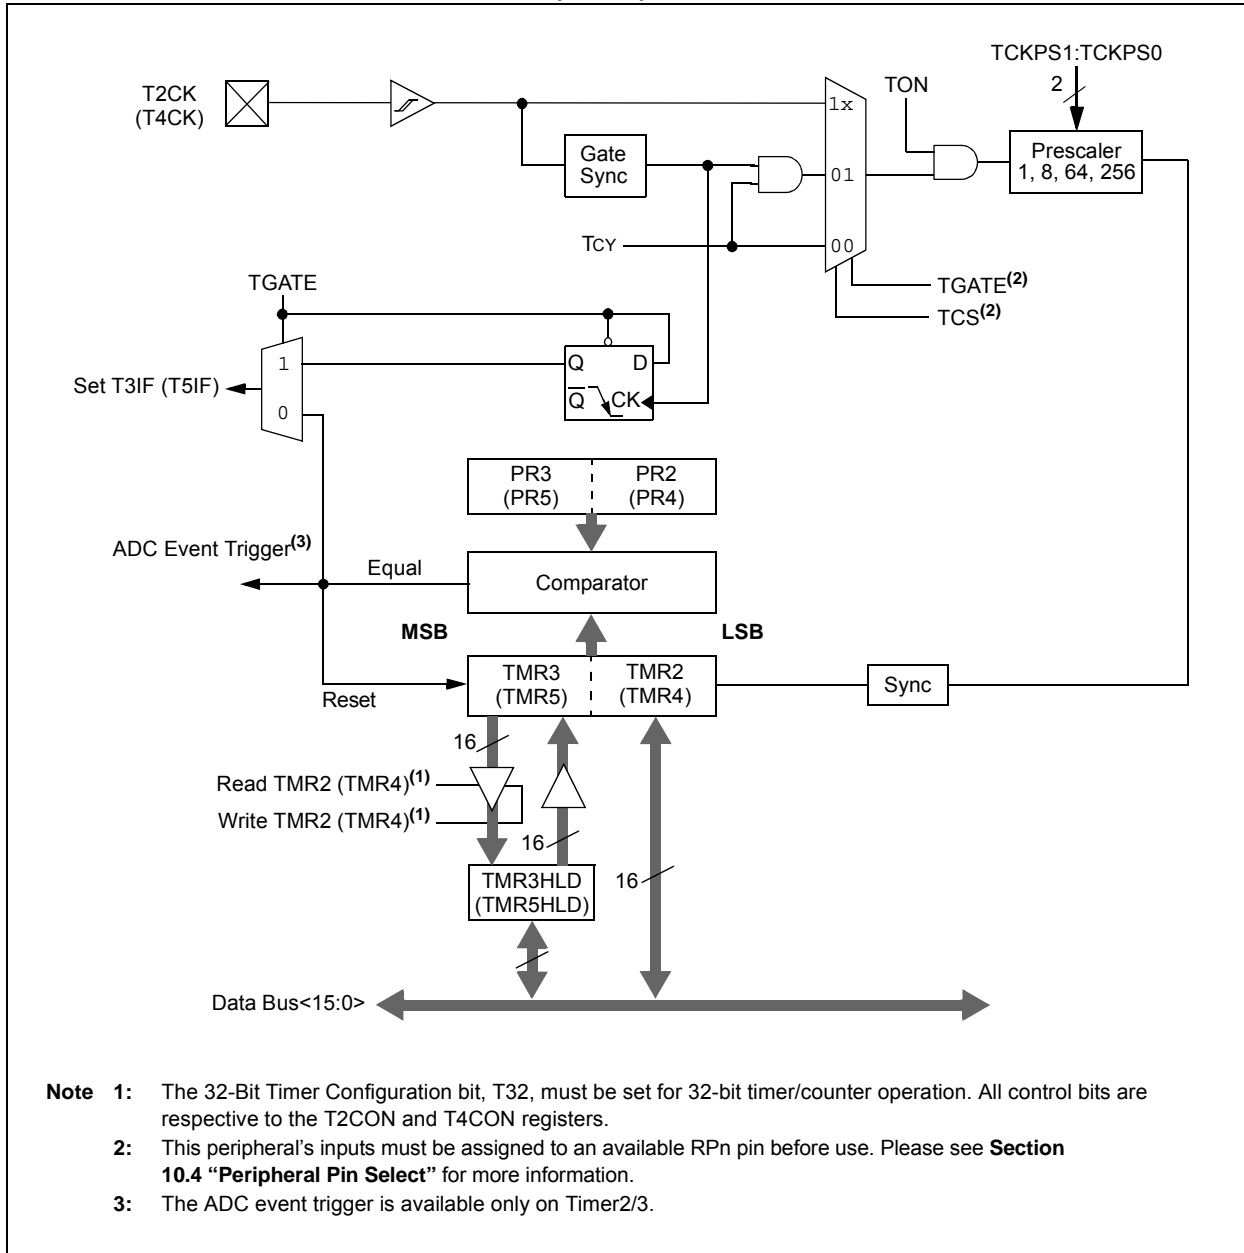 TCKPS1:TCKPS0
2
TON
T2CK
(T4CK)
1x
Gate
Sync
Prescaler
1, 8, 64, 256
01
TCY
00
TGATE(2)
TCS(2)
TGATE
1
Q D
Set T3IF (T5IF)
Q CK
0
PR3
(PR5)
PR2
(PR4)
ADC Event Trigger(3)
Equal
Comparator
MSB
LSB
TMR3
(TMR5)
TMR2
(TMR4)
Sync
Reset
16
Read TMR2 (TMR4)(1)
Write TMR2 (TMR4)(1)
16
TMR3HLD
(TMR5HLD)
16
Data Bus<15:0>
Note 1: The 32-Bit Timer Configuration bit, T32, must be set for 32-bit timer/counter operation. All control bits are
respective to the T2CON and T4CON registers.
2: This peripheral’s inputs must be assigned to an available RPn pin before use. Please see Section
10.4 “Peripheral Pin Select” for more information.
3: The ADC event trigger is available only on Timer2/3.